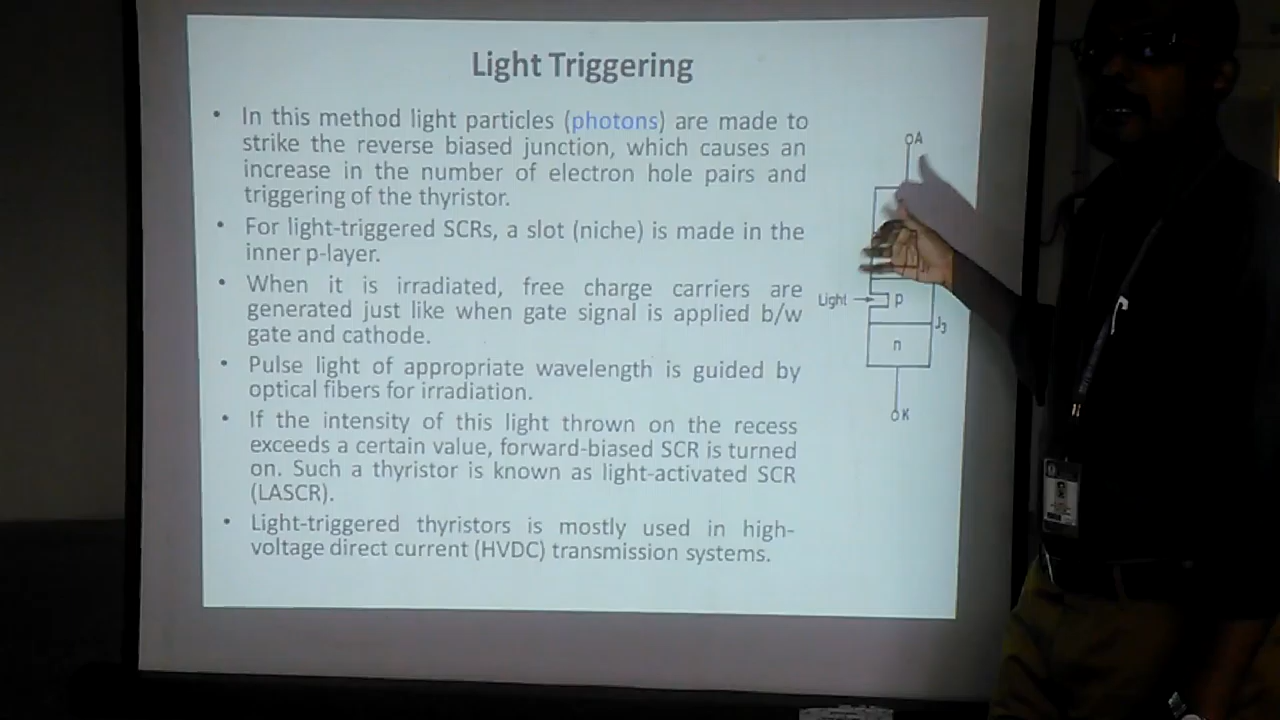 Light Triggering
• In this method light particles (photons) are made to
strike the reverse biased junction, which causes an
increase in the number of electron hole pairs and
triggering of the thyristor.
• For light-triggered SCRs, a slot (niche) is made in the
inner p-layer.
• When it is irradiated, free charge carriers are
generated just like when gate signal is applied b/w
gate and cathode.
• Pulse light of appropriate wavelength is guided by
optical fibers for irradiation.
• If the intensity of this light thrown on the recess
exceeds a certain value, forward-biased SCR is turned
on. Such a thyristor is known as light-activated SCR
(LASCR).
• Light-triggered thyristors is mostly used in high-
voltage direct current (HVDC) transmission systems.
A
Light
p
J3
n
K